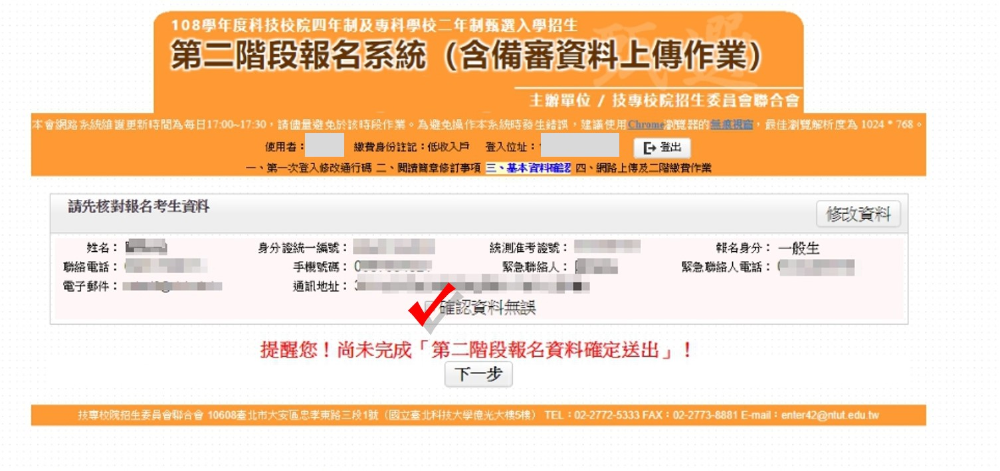 108學年度科技校院四年制及專科學校二年制甄選入學招生
甄選
第二階段報名系統（含備審資料上傳作業）
主辦單位 / 技專校院招生委員會聯合會
本會網路系統維護更新時間為每日17:00~17:30，請儘量避免於該時段作業。為避免操作本系統時發生錯誤，建議使用Chrome瀏覽器的無痕視窗，最佳瀏覽解析度為 1024 * 768。
使用者： 繳費身份註記：低收入戶 登入位址： 登出
一、第一次登入修改通行碼 二、閱讀簡章修訂事項 三、基本資料確認 四、網路上傳及二階繳費作業
請先核對報名考生資料
修改資料
姓名： 身分證統一編號： 統測准考證號： 報名身分： 一般生
聯絡電話： 手機號碼： 緊急聯絡人： 緊急聯絡人電話：
電子郵件： 通訊地址：
確認資料無誤
提醒您！尚未完成「第二階段報名資料確定送出」！
下一步
技專校院招生委員會聯合會 10608臺北市大安區忠孝東路三段1號（國立臺北科技大學億光大樓5樓） TEL：02-2772-5333 FAX：02-2773-8881 E-mail：enter42@ntut.edu.tw